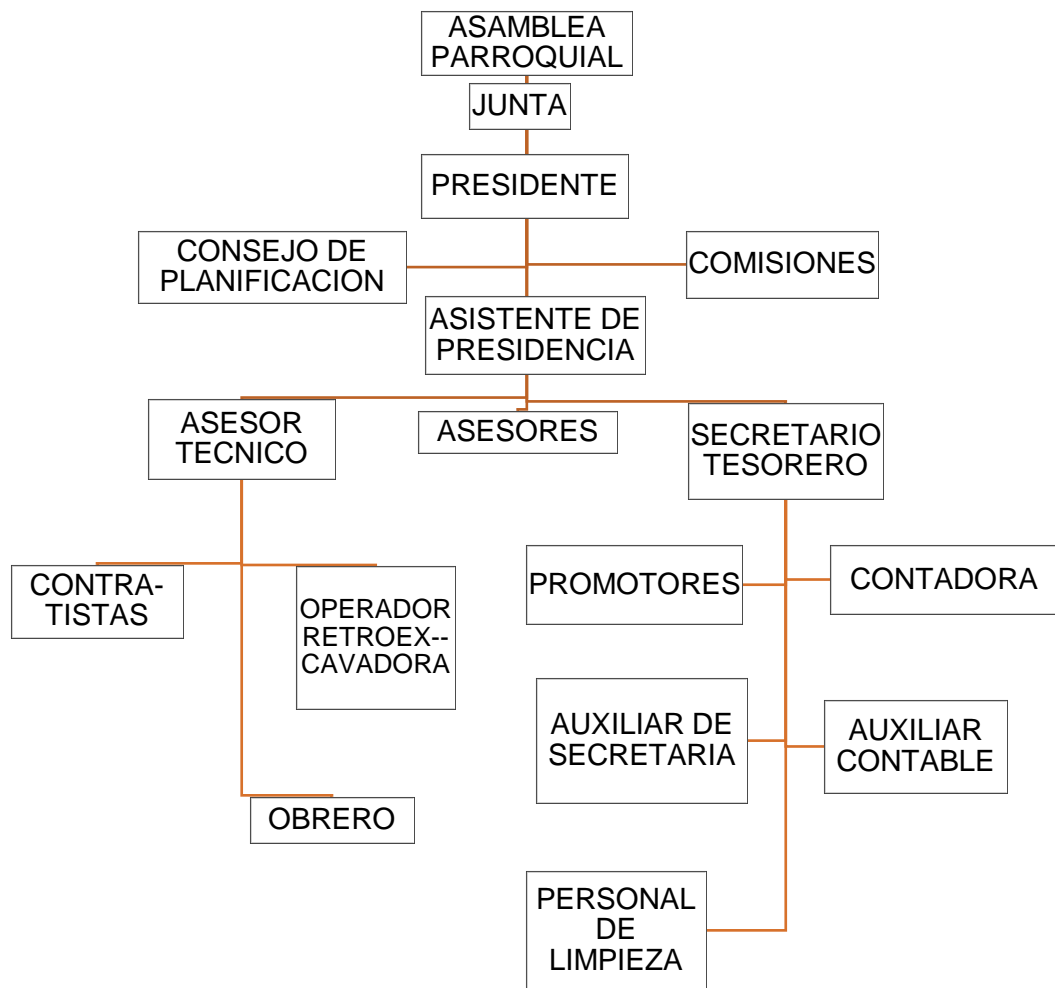 ASAMBLEA
PARROQUIAL
JUNTA
PRESIDENTE
CONSEJO DE
PLANIFICACION
COMISIONES
ASISTENTE DE
PRESIDENCIA
ASESOR
TECNICO
ASESORES
SECRETARIO
TESORERO
CONTRA-
TISTAS
OPERADOR
RETROEX--
CAVADORA
PROMOTORES
CONTADORA
AUXILIAR DE
SECRETARIA
AUXILIAR
CONTABLE
OBRERO
PERSONAL
DE
LIMPIEZA